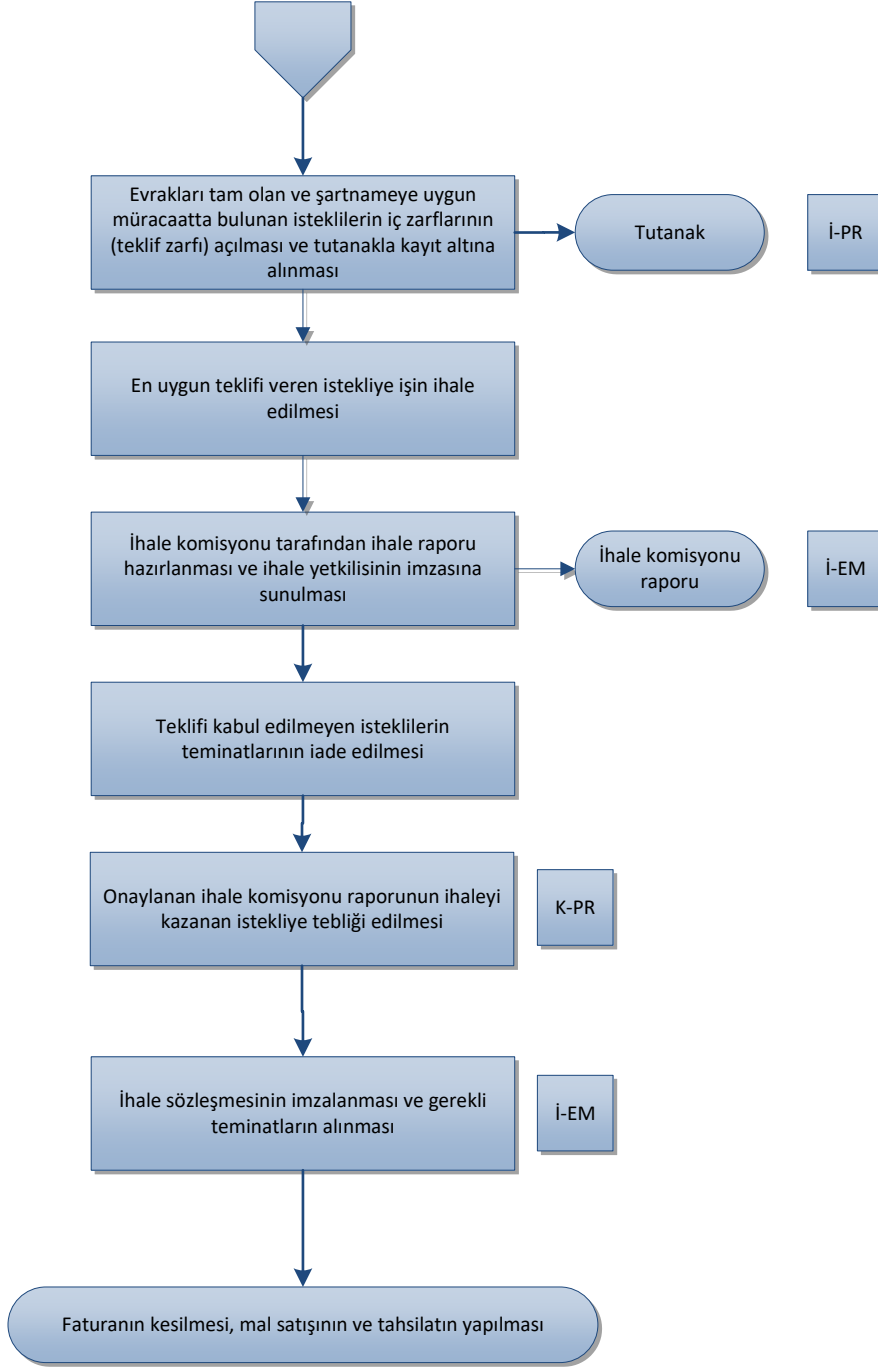 Evrakları tam olan ve şartnameye uygun
müracaatta bulunan isteklilerin iç zarflarının
(teklif zarfı) açılması ve tutanakla kayıt altına
alınması
Tutanak
İ-PR
En uygun teklifi veren istekliye işin ihale
edilmesi
İhale komisyonu tarafından ihale raporu
hazırlanması ve ihale yetkilisinin imzasına
sunulması
İhale komisyonu
raporu
İ-EM
Teklifi kabul edilmeyen isteklilerin
teminatlarının iade edilmesi
Onaylanan ihale komisyonu raporunun ihaleyi
kazanan istekliye tebliği edilmesi
K-PR
İhale sözleşmesinin imzalanması ve gerekli
teminatların alınması
İ-EM
Faturanın kesilmesi, mal satışının ve tahsilatın yapılması